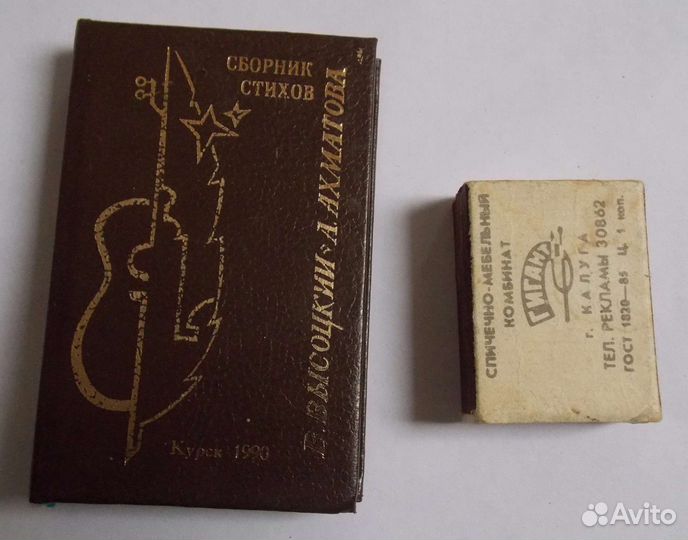 СБОРНИК
СТИХОВ
В. ВЫСОЦКИЙ * А. АХМАТОВА
Курск 1990
СПИЧЕЧНО-МЕБЕЛЬНЫЙ
КОМБИНАТ
ГИГАНТ
г. КАЛУГА
ТЕЛ. РЕКЛАМЫ 30862
ГОСТ 1820—85 Ц. 1 коп.
Avito